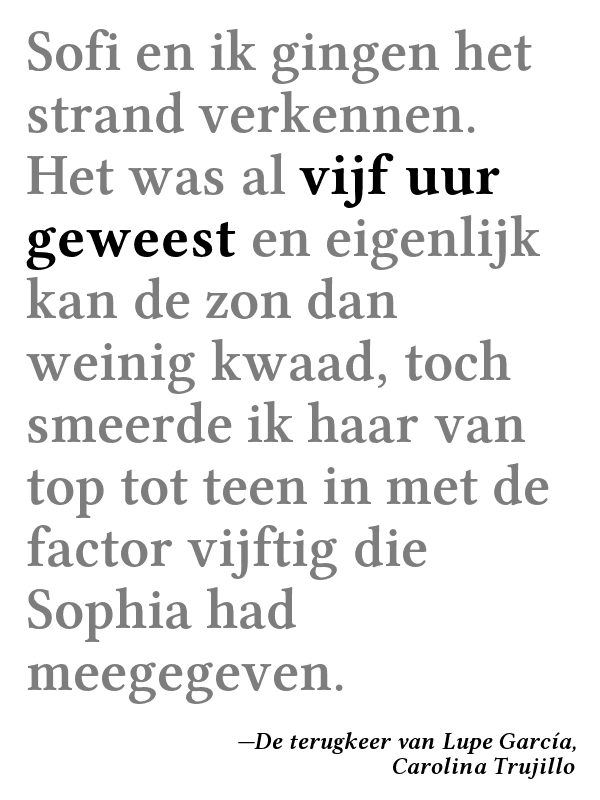 Sofi en ik gingen het
strand verkennen.
Het was al vijf uur
geweest en eigenlijk
kan de zon dan
weinig kwaad, toch
smeerde ik haar van
top tot teen in met de
factor vijftig die
Sophia had
meegegeven.
—De terugkeer van Lupe García,
Carolina Trujillo